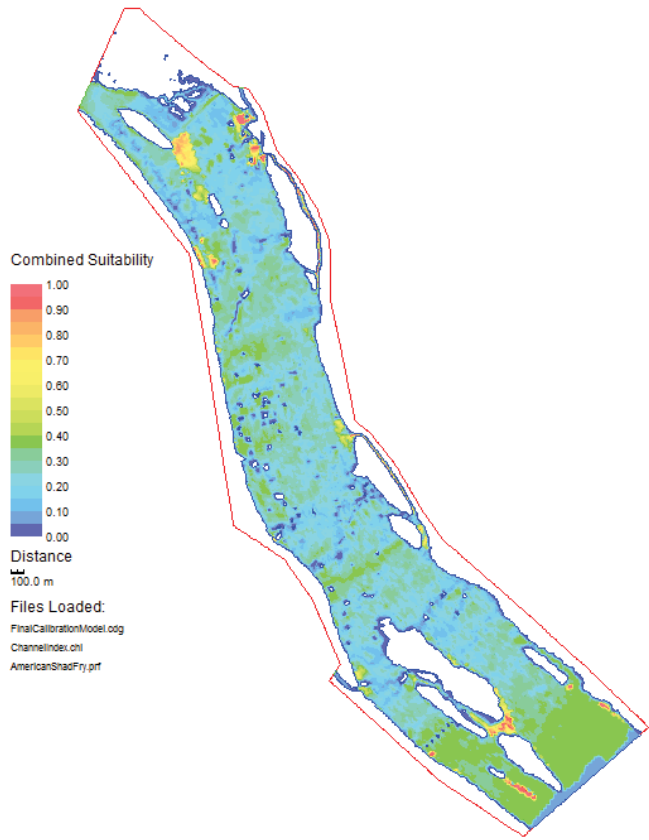 Combined Suitability
1.00
0.90
0.80
0.70
0.60
0.50
0.40
0.30
0.20
0.10
0.00
Distance
100.0 m
Files Loaded:
FinalCalibrationModel.cdg
ChannelIndex.chi
AmericanShadFry.prf